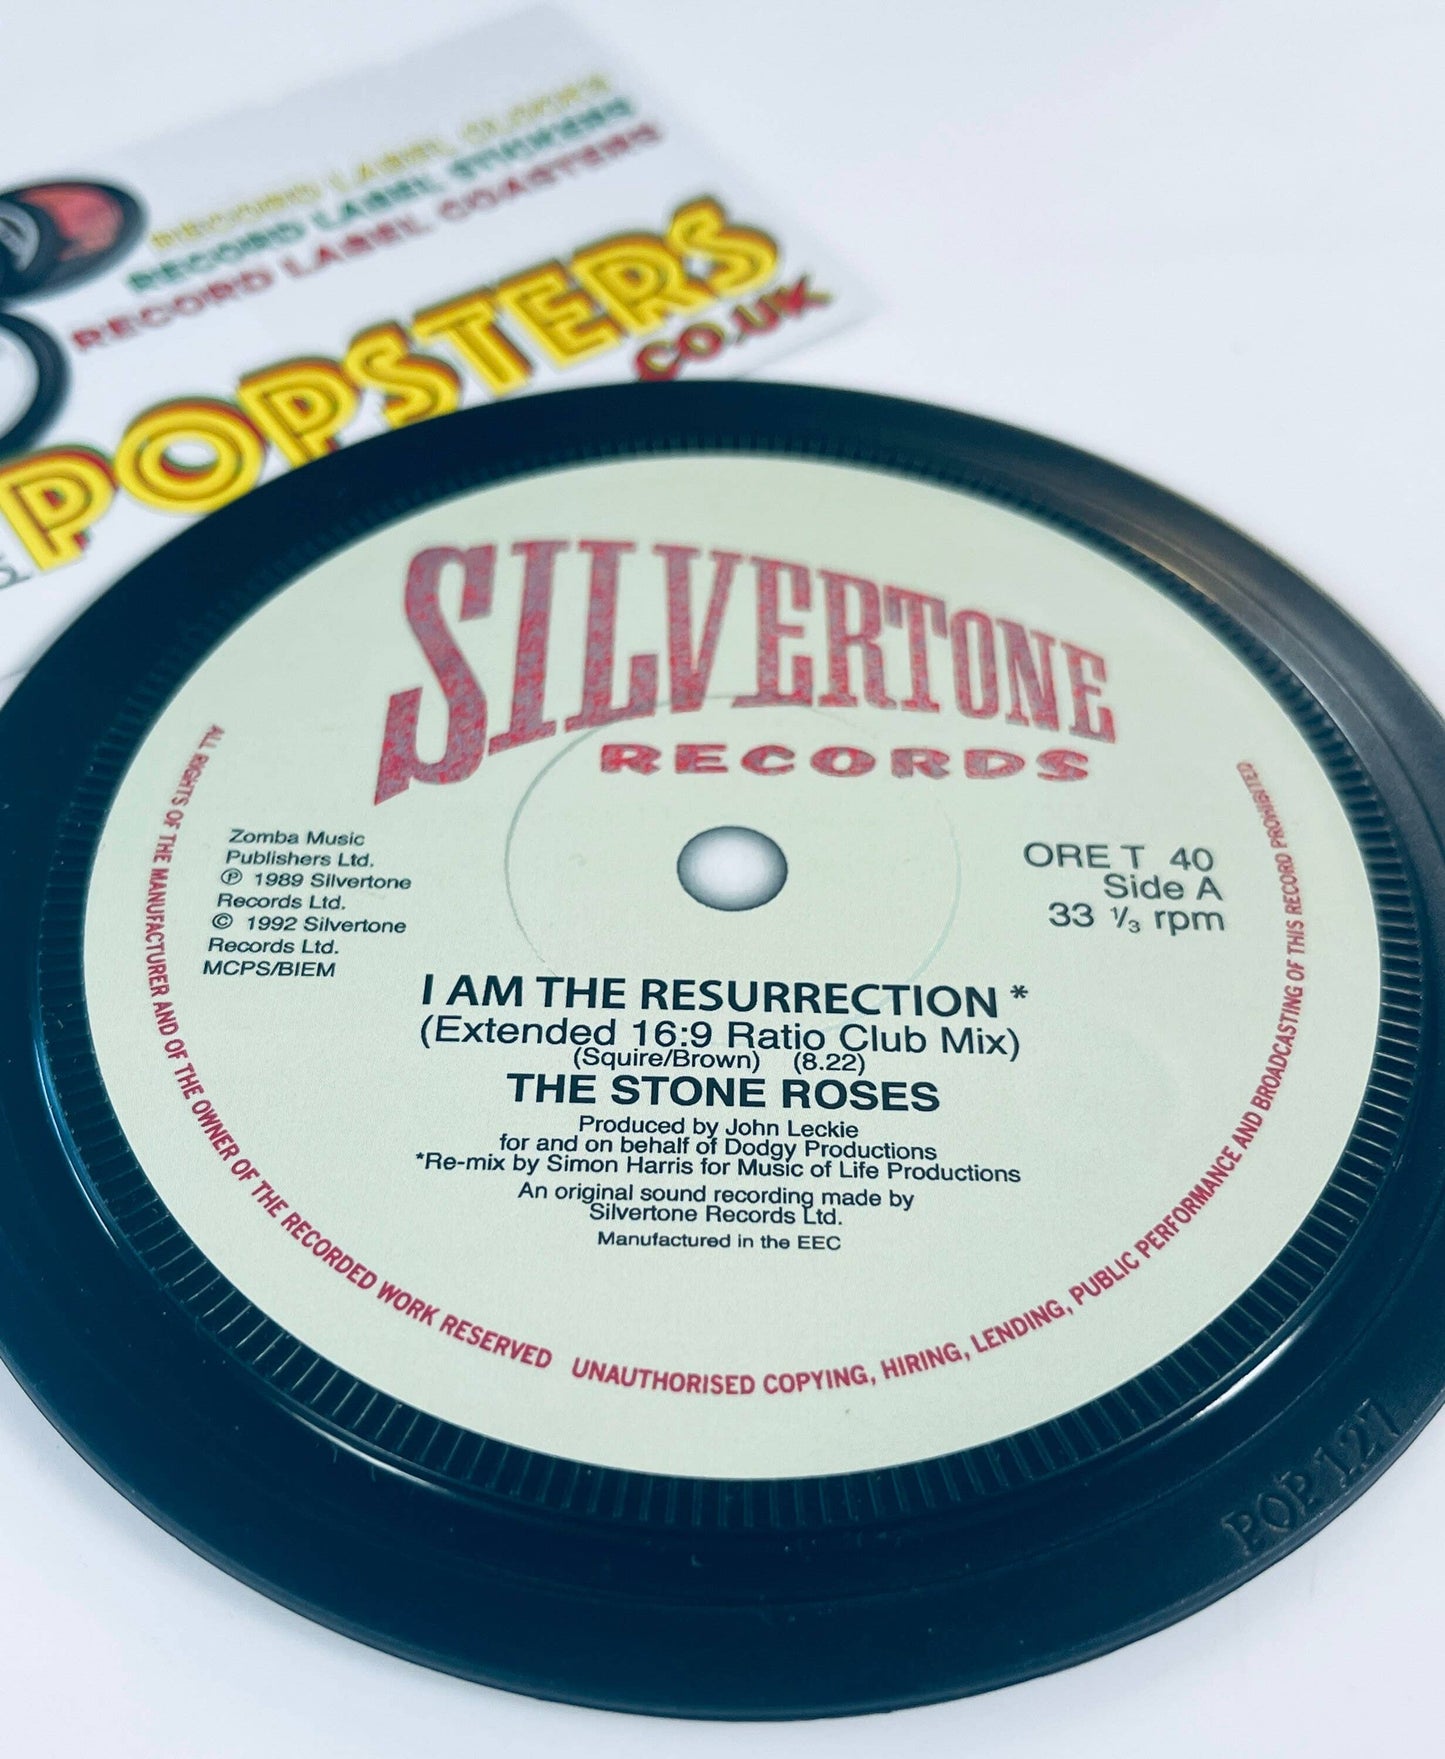 RECORD LABEL CLOCKS
RECORD LABEL STICKERS
RECORD LABEL COASTERS
POPSTERS
.CO.UK
SILVERTONE
RECORDS
Zomba Music
Publishers Ltd.
℗ 1989 Silvertone
Records Ltd.
© 1992 Silvertone
Records Ltd.
MCPS/BIEM
ORE T 40
Side A
33 ⅓ rpm
I AM THE RESURRECTION *
(Extended 16:9 Ratio Club Mix)
(Squire/Brown) (8.22)
THE STONE ROSES
Produced by John Leckie
for and on behalf of Dodgy Productions
*Re-mix by Simon Harris for Music of Life Productions
An original sound recording made by
Silvertone Records Ltd.
Manufactured in the EEC
ALL RIGHTS OF THE MANUFACTURER AND OF THE OWNER OF THE RECORDED WORK RESERVED UNAUTHORISED COPYING, HIRING, LENDING, PUBLIC PERFORMANCE AND BROADCASTING OF THIS RECORD PROHIBITED
POP 127